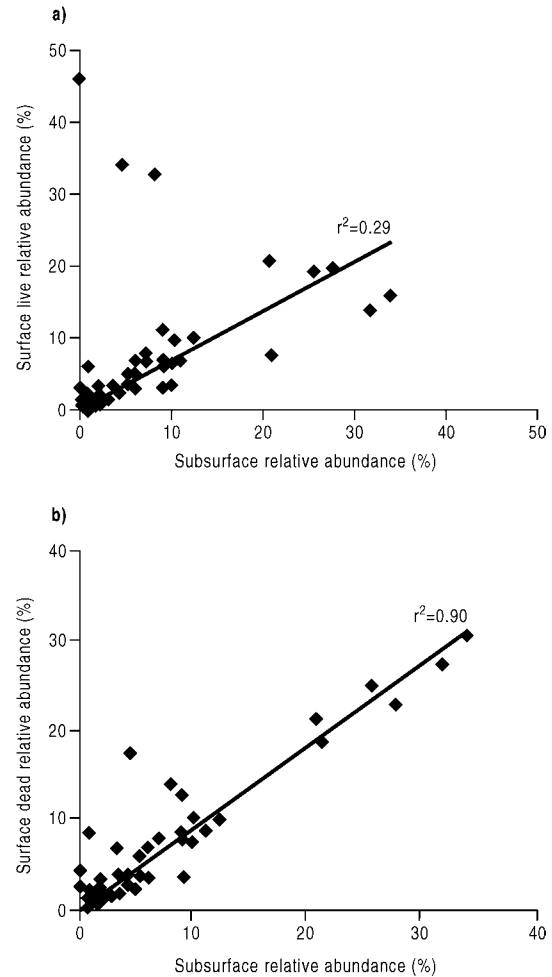 a)
50
40
30
20
10
0
Surface live relative abundance (%)
r²=0.29
0 10 20 30 40 50
Subsurface relative abundance (%)
b)
40
30
20
10
0
Surface dead relative abundance (%)
r²=0.90
0 10 20 30 40
Subsurface relative abundance (%)